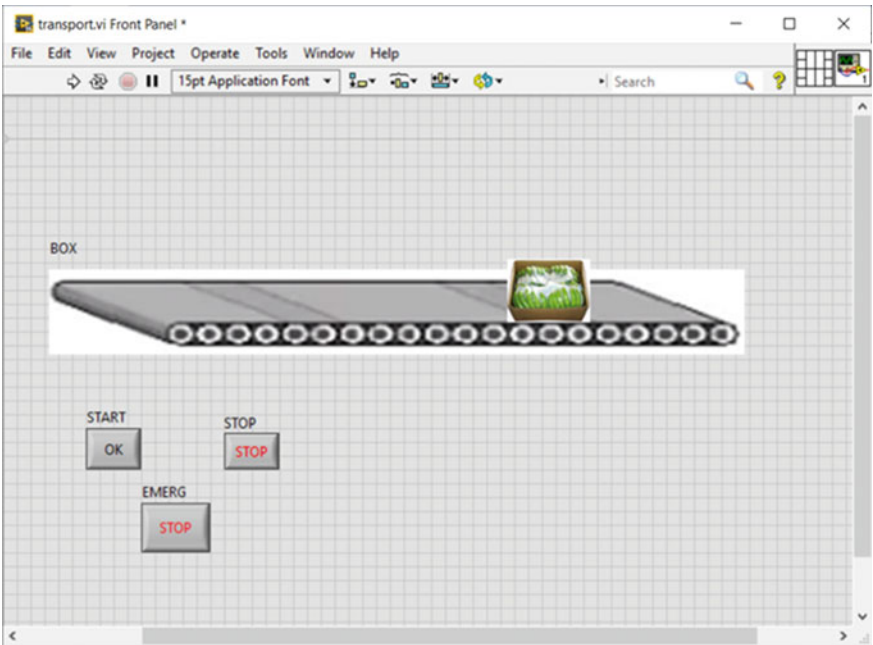 transport.vi Front Panel *
File Edit View Project Operate Tools Window Help
15pt Application Font Search ? 1
BOX
START STOP
OK STOP
EMERG
STOP